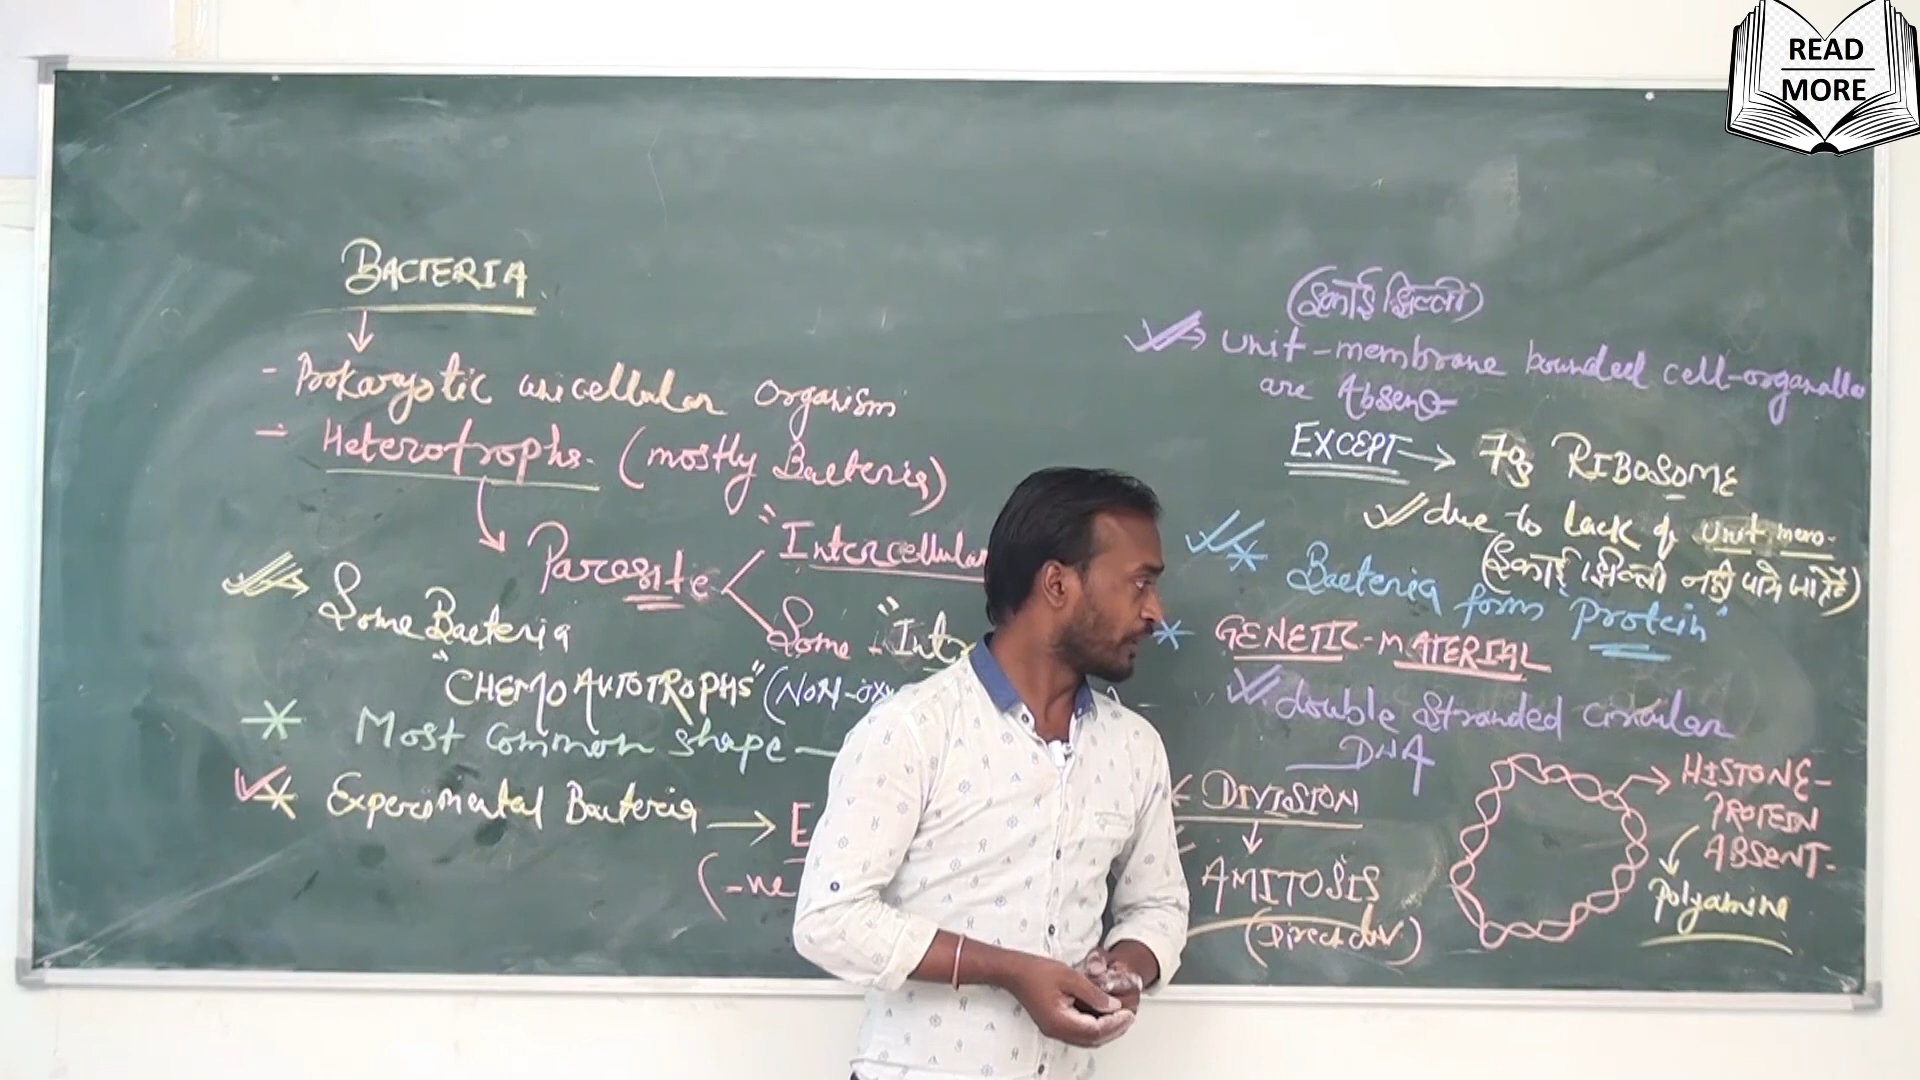 READ
MORE
BACTERIA
- Prokaryotic unicellular organism
- Heterotrophs. (mostly Bacteria)
Parasite
"Intercellular
Some - "Int
Some Bacteria
"CHEMOAUTOTROPHS" (NON-OXY
* Most Common shape —
* Experimental Bacteria → E
(-ve
(इकाई झिल्ली)
→ Unit-membrane bounded cell-organelle
are Absent
EXCEPT → 70s RIBOSOME
due to lack of unit mem-
(इकाई झिल्ली नहीं पाये जाते हैं)
* Bacteria form "Protein"
* GENETIC-MATERIAL
double stranded circular
DNA
DIVISION
AMITOSIS
(Direct div.)
HISTONE-
PROTEIN
ABSENT-
Polyamine